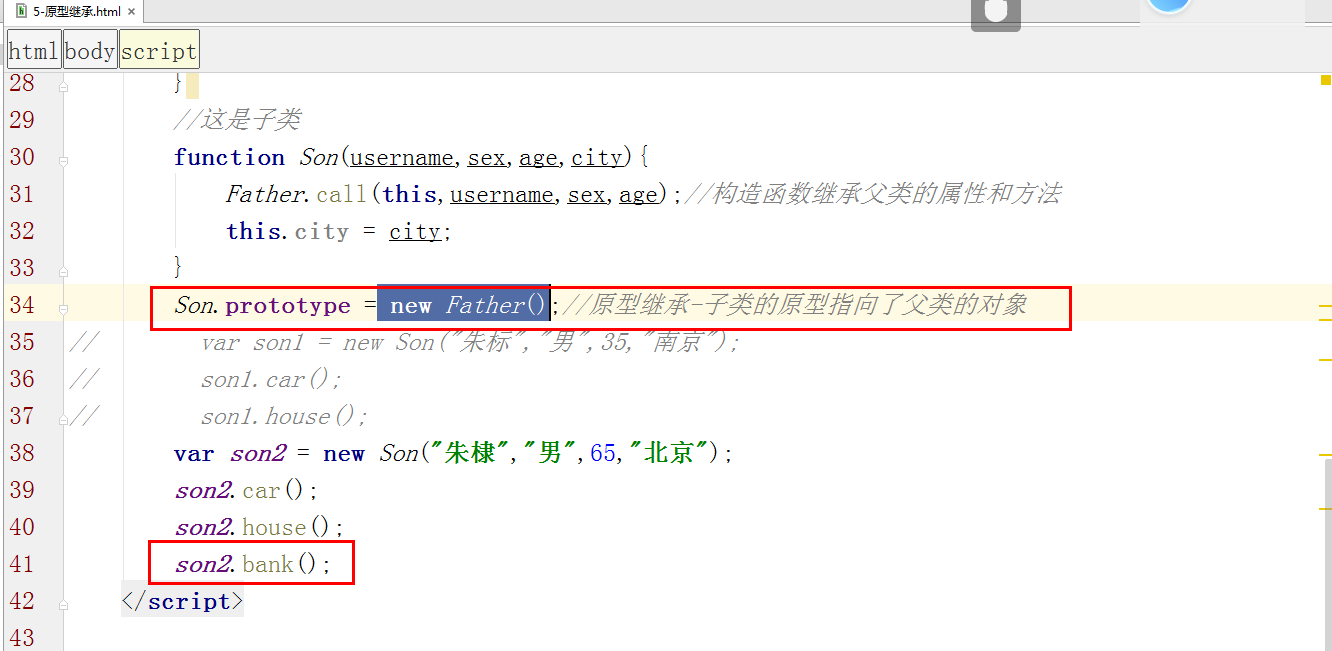 5-原型继承.html ×
html body script
28 }
29 //这是子类
30 function Son(username,sex,age,city){
31 Father.call(this,username,sex,age);//构造函数继承父类的属性和方法
32 this.city = city;
33 }
34 Son.prototype = new Father();//原型继承-子类的原型指向了父类的对象
35 // var son1 = new Son("朱标","男",35,"南京");
36 // son1.car();
37 // son1.house();
38 var son2 = new Son("朱棣","男",65,"北京");
39 son2.car();
40 son2.house();
41 son2.bank();
42 </script>
43